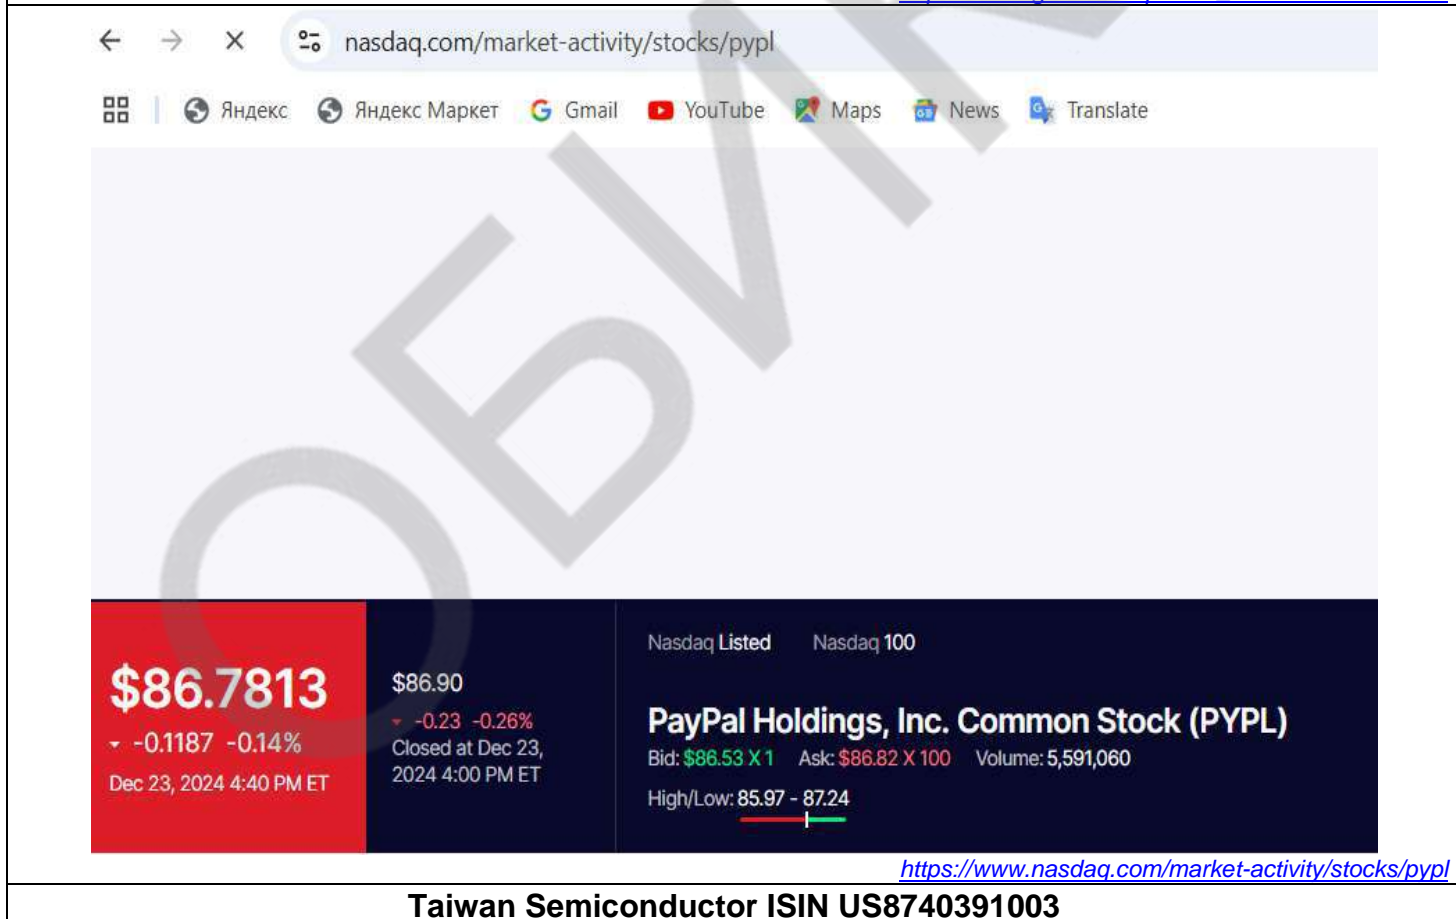 nasdaq.com/market-activity/stocks/pypl
Яндекс Яндекс Маркет Gmail YouTube Maps News Translate
ОБИ
Nasdaq Listed Nasdaq 100
$86.7813
-0.1187 -0.14%
Dec 23, 2024 4:40 PM ET
$86.90
-0.23 -0.26%
Closed at Dec 23,
2024 4:00 PM ET
PayPal Holdings, Inc. Common Stock (PYPL)
Bid: $86.53 X 1 Ask: $86.82 X 100 Volume: 5,591,060
High/Low: 85.97 - 87.24
https://www.nasdaq.com/market-activity/stocks/pypl
Taiwan Semiconductor ISIN US8740391003